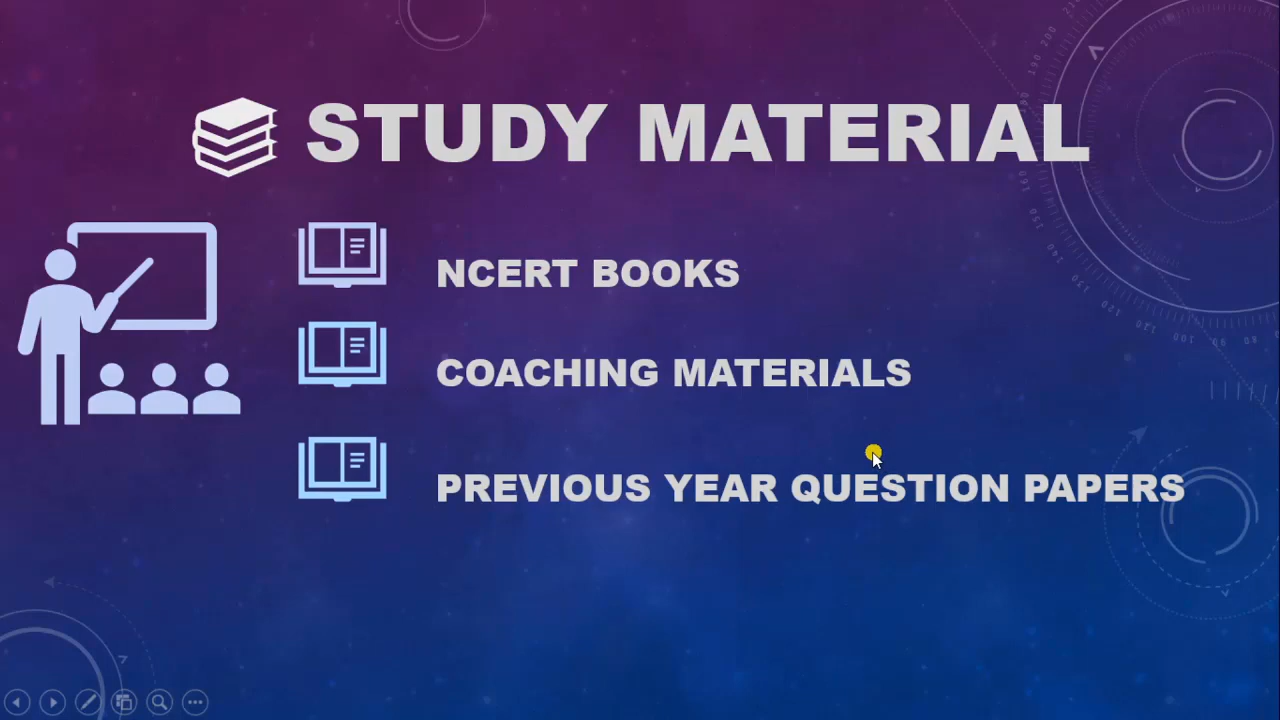 STUDY MATERIAL
NCERT BOOKS
COACHING MATERIALS
PREVIOUS YEAR QUESTION PAPERS